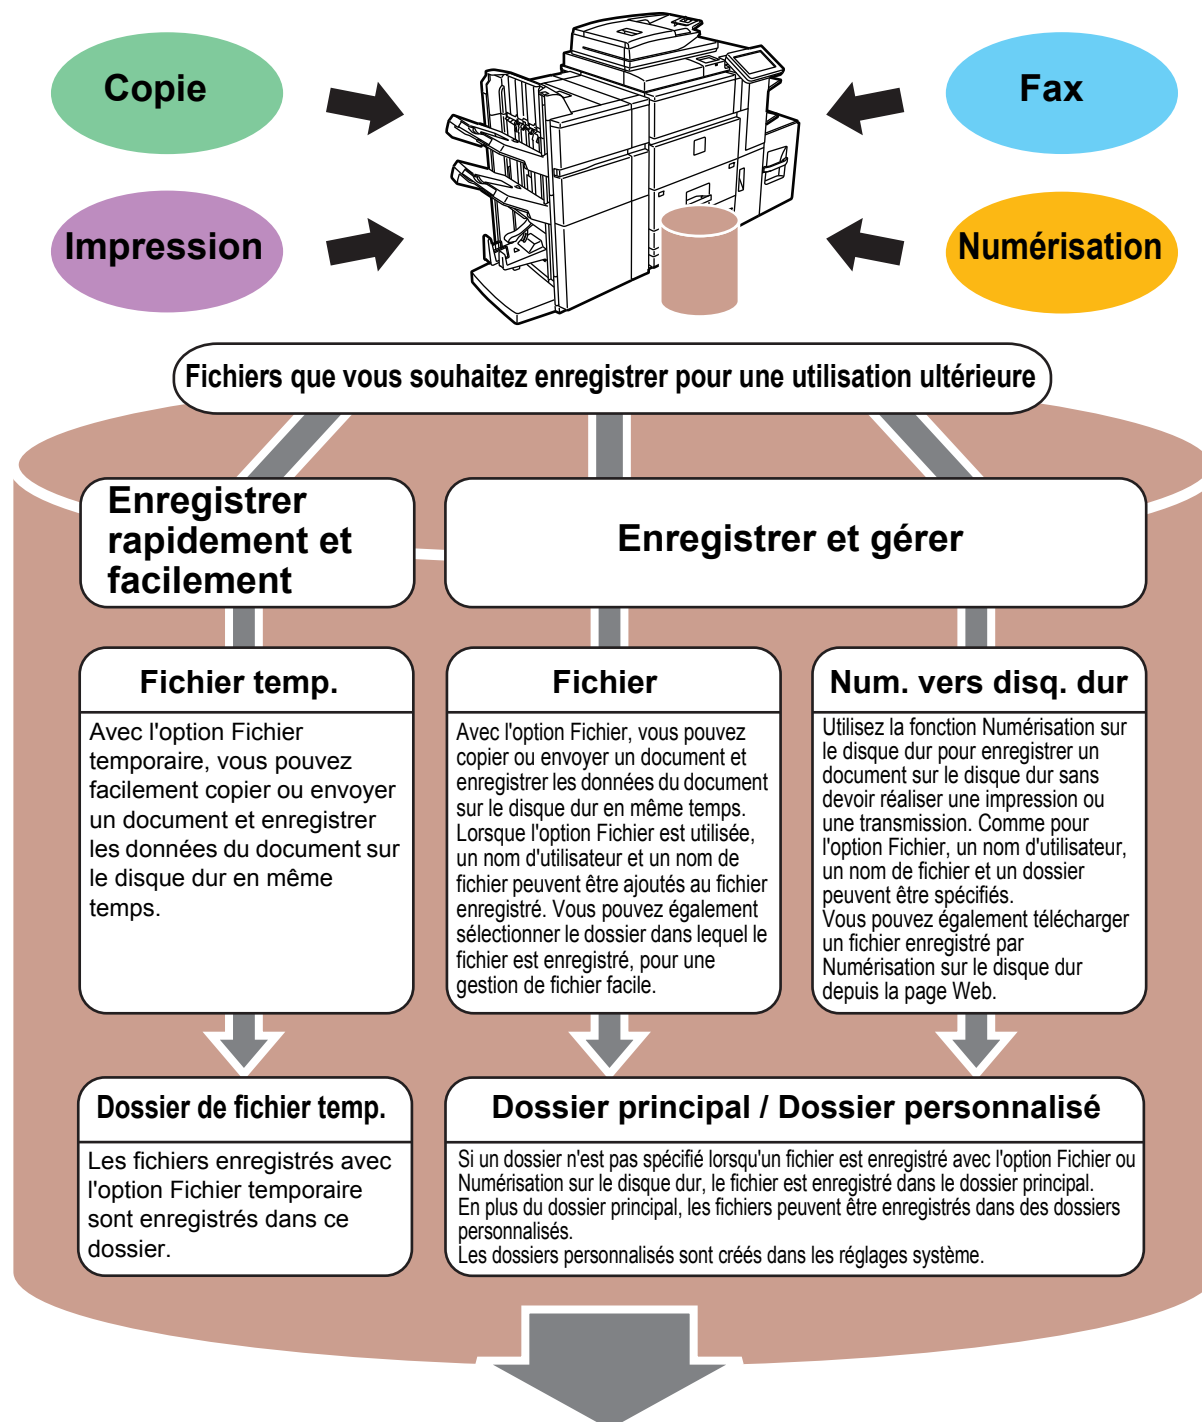 Copie
Fax
Impression
Numérisation
Fichiers que vous souhaitez enregistrer pour une utilisation ultérieure
Enregistrer
rapidement et
facilement
Enregistrer et gérer
Fichier temp.
Avec l'option Fichier
temporaire, vous pouvez
facilement copier ou envoyer
un document et enregistrer
les données du document sur
le disque dur en même
temps.
Fichier
Avec l'option Fichier, vous pouvez
copier ou envoyer un document et
enregistrer les données du document
sur le disque dur en même temps.
Lorsque l'option Fichier est utilisée,
un nom d'utilisateur et un nom de
fichier peuvent être ajoutés au fichier
enregistré. Vous pouvez également
sélectionner le dossier dans lequel le
fichier est enregistré, pour une
gestion de fichier facile.
Num. vers disq. dur
Utilisez la fonction Numérisation sur
le disque dur pour enregistrer un
document sur le disque dur sans
devoir réaliser une impression ou
une transmission. Comme pour
l'option Fichier, un nom d'utilisateur,
un nom de fichier et un dossier
peuvent être spécifiés.
Vous pouvez également télécharger
un fichier enregistré par
Numérisation sur le disque dur
depuis la page Web.
Dossier de fichier temp.
Les fichiers enregistrés avec
l'option Fichier temporaire
sont enregistrés dans ce
dossier.
Dossier principal / Dossier personnalisé
Si un dossier n'est pas spécifié lorsqu'un fichier est enregistré avec l'option Fichier ou
Numérisation sur le disque dur, le fichier est enregistré dans le dossier principal.
En plus du dossier principal, les fichiers peuvent être enregistrés dans des dossiers
personnalisés.
Les dossiers personnalisés sont créés dans les réglages système.